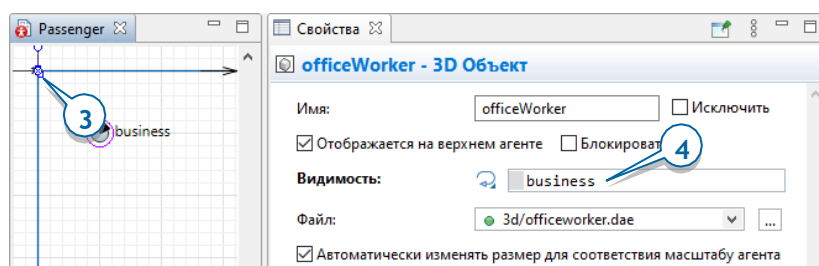 Passenger
3
business
Свойства
officeWorker - 3D Объект
Имя:
officeWorker
Исключить
Отображается на верхнем агенте
Блокироват
4
Видимость:
business
Файл:
3d/officeworker.dae
...
Автоматически изменять размер для соответствия масштабу агента